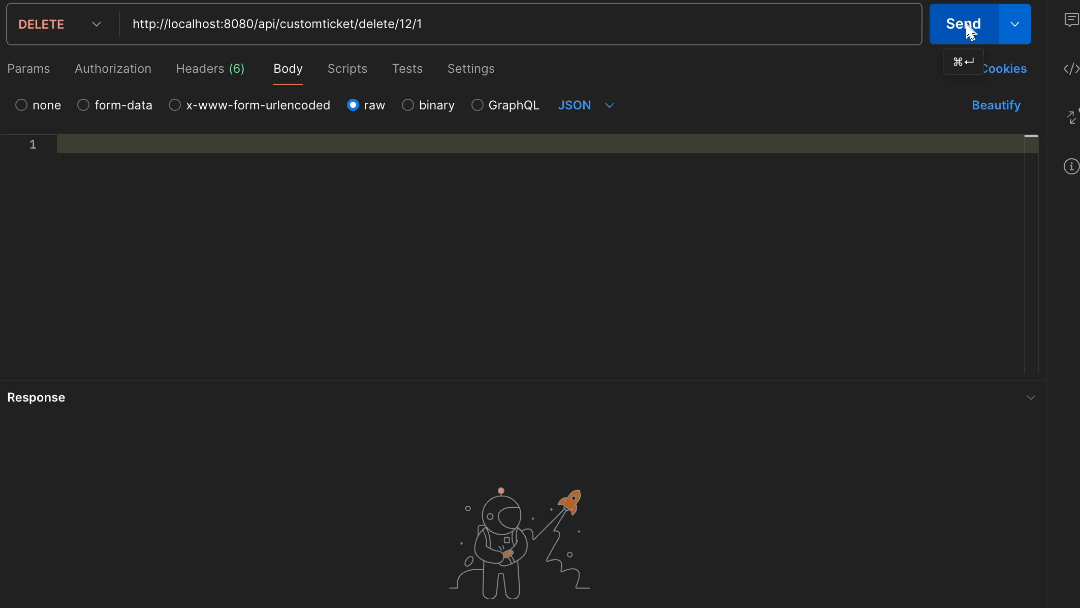 DELETE http://localhost:8080/api/customticket/delete/12/1 Send
⌘↵
Params Authorization Headers (6) Body Scripts Tests Settings Cookies
none form-data x-www-form-urlencoded raw binary GraphQL JSON Beautify
1
Response